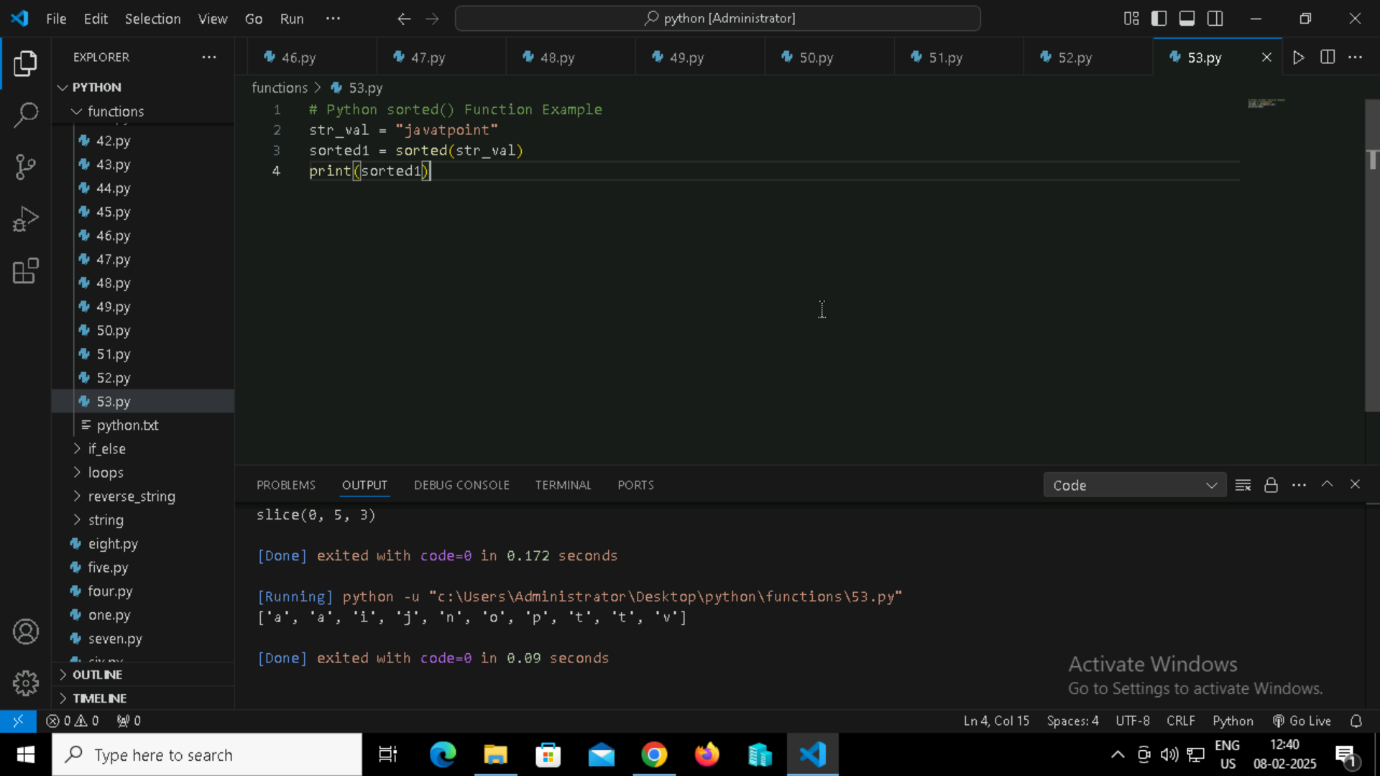 File Edit Selection View Go Run ··· python [Administrator]
EXPLORER ···
46.py 47.py 48.py 49.py 50.py 51.py 52.py 53.py ···
PYTHON
functions
42.py
43.py
44.py
45.py
46.py
47.py
48.py
49.py
50.py
51.py
52.py
53.py
python.txt
if_else
loops
reverse_string
string
eight.py
five.py
four.py
one.py
seven.py
OUTLINE
TIMELINE
functions > 53.py
1 # Python sorted() Function Example
2 str_val = "javatpoint"
3 sorted1 = sorted(str_val)
4 print(sorted1)
PROBLEMS OUTPUT DEBUG CONSOLE TERMINAL PORTS Code ···
slice(0, 5, 3)
[Done] exited with code=0 in 0.172 seconds
[Running] python -u "c:\Users\Administrator\Desktop\python\functions\53.py"
['a', 'a', 'i', 'j', 'n', 'o', 'p', 't', 't', 'v']
[Done] exited with code=0 in 0.09 seconds
Activate Windows
Go to Settings to activate Windows.
0 0 0 Ln 4, Col 15 Spaces: 4 UTF-8 CRLF Python Go Live
Type here to search
ENG
US
12:40
08-02-2025
1